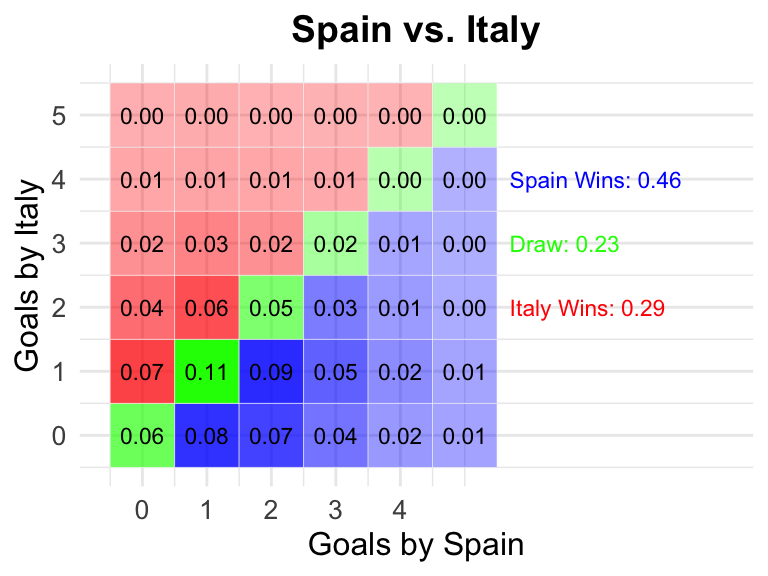 Spain vs. Italy
Goals by Italy
5 0.00 0.00 0.00 0.00 0.00 0.00
4 0.01 0.01 0.01 0.01 0.00 0.00 Spain Wins: 0.46
3 0.02 0.03 0.02 0.02 0.01 0.00 Draw: 0.23
2 0.04 0.06 0.05 0.03 0.01 0.00 Italy Wins: 0.29
1 0.07 0.11 0.09 0.05 0.02 0.01
0 0.06 0.08 0.07 0.04 0.02 0.01
0 1 2 3 4
Goals by Spain